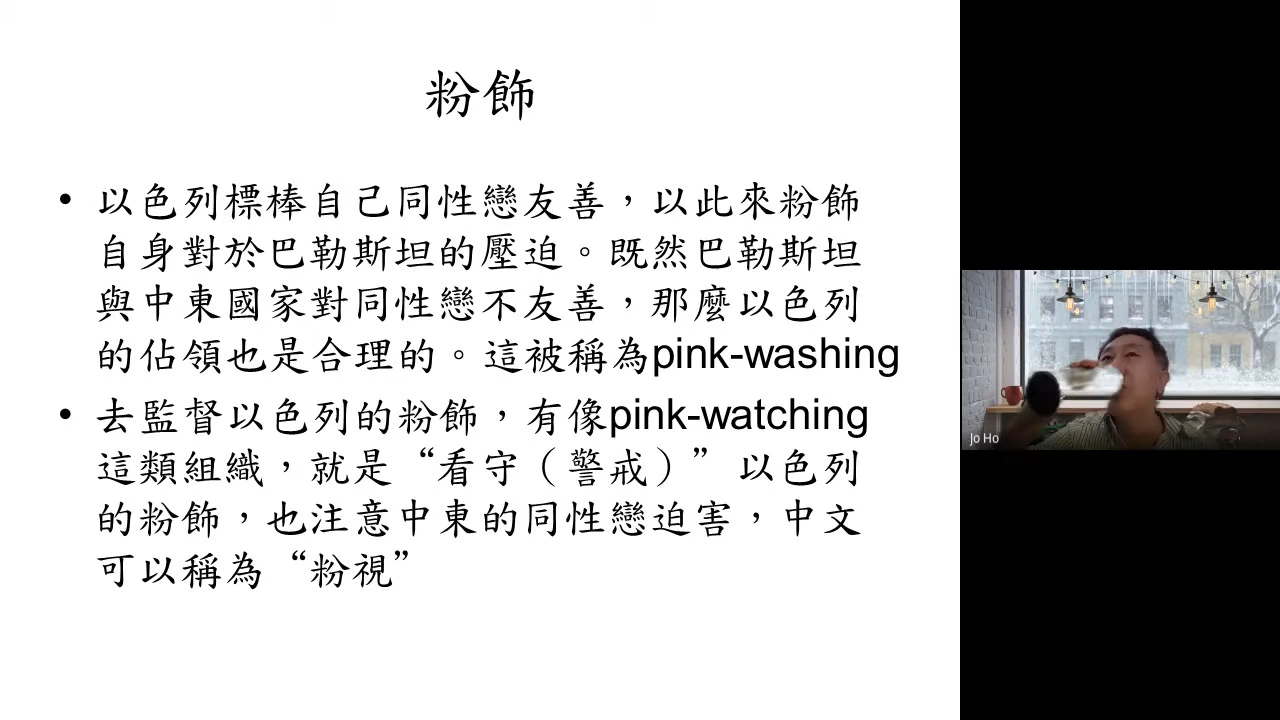 粉飾
• 以色列標棒自己同性戀友善，以此來粉飾
自身對於巴勒斯坦的壓迫。既然巴勒斯坦
與中東國家對同性戀不友善，那麼以色列
的佔領也是合理的。這被稱為pink-washing
• 去監督以色列的粉飾，有像pink-watching
這類組織，就是“看守（警戒）”以色列
的粉飾，也注意中東的同性戀迫害，中文
可以稱為“粉視”
Jo Ho